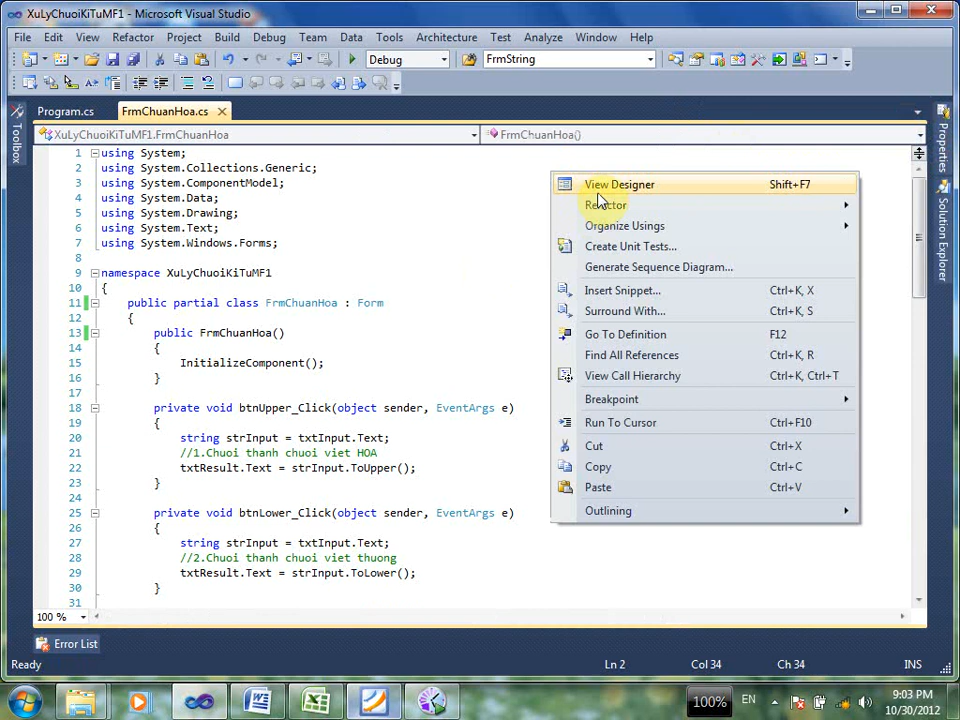 XuLyChuoiKiTuMF1 - Microsoft Visual Studio
File Edit View Refactor Project Build Debug Team Data Tools Architecture Test Analyze Window Help
Debug FrmString
Program.cs FrmChuanHoa.cs
XuLyChuoiKiTuMF1.FrmChuanHoa FrmChuanHoa()
Toolbox
Properties
Solution Explorer
1 using System;
2 using System.Collections.Generic;
3 using System.ComponentModel;
4 using System.Data;
5 using System.Drawing;
6 using System.Text;
7 using System.Windows.Forms;
8
9 namespace XuLyChuoiKiTuMF1
10 {
11 public partial class FrmChuanHoa : Form
12 {
13 public FrmChuanHoa()
14 {
15 InitializeComponent();
16 }
17
18 private void btnUpper_Click(object sender, EventArgs e)
19 {
20 string strInput = txtInput.Text;
21 //1.Chuoi thanh chuoi viet HOA
22 txtResult.Text = strInput.ToUpper();
23 }
24
25 private void btnLower_Click(object sender, EventArgs e)
26 {
27 string strInput = txtInput.Text;
28 //2.Chuoi thanh chuoi viet thuong
29 txtResult.Text = strInput.ToLower();
30 }
31
View Designer Shift+F7
Refactor
Organize Usings
Create Unit Tests...
Generate Sequence Diagram...
Insert Snippet... Ctrl+K, X
Surround With... Ctrl+K, S
Go To Definition F12
Find All References Ctrl+K, R
View Call Hierarchy Ctrl+K, Ctrl+T
Breakpoint
Run To Cursor Ctrl+F10
Cut Ctrl+X
Copy Ctrl+C
Paste Ctrl+V
Outlining
100 %
Error List
Ready Ln 2 Col 34 Ch 34 INS
100% EN 9:03 PM
10/30/2012